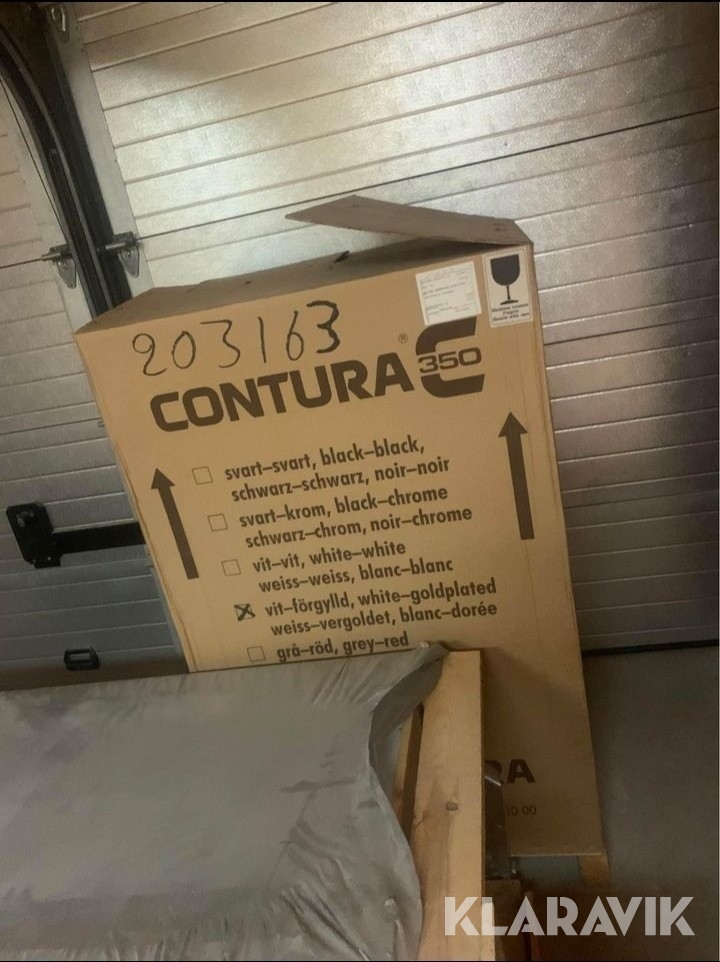 203163
CONTURA® C 350
svart–svart, black–black,
schwarz–schwarz, noir–noir
svart–krom, black–chrome
schwarz–chrom, noir–chrome
vit–vit, white–white
weiss–weiss, blanc–blanc
vit–förgylld, white–goldplated
weiss–vergoldet, blanc–dorée
grå–röd, grey–red
RA
10 00
KLARAVIK